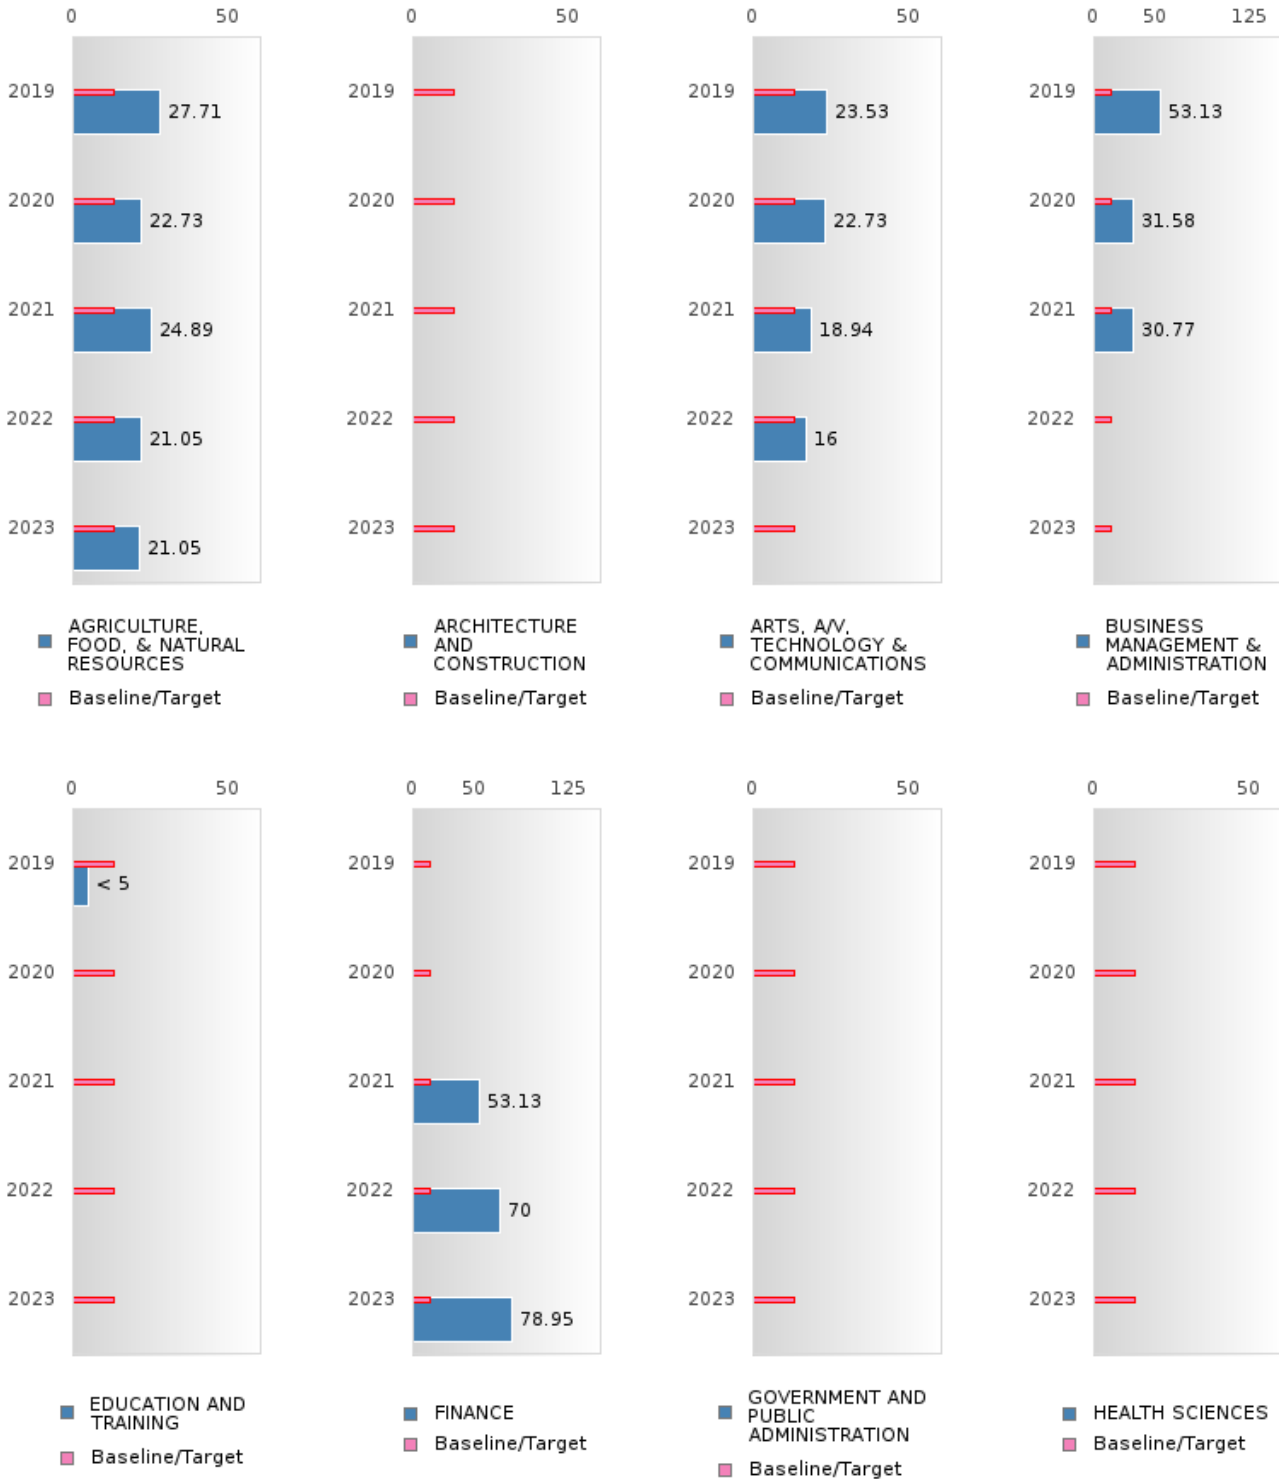 0 50
2019 27.71
2020 22.73
2021 24.89
2022 21.05
2023 21.05
AGRICULTURE,
FOOD, & NATURAL
RESOURCES
Baseline/Target
0 50
2019
2020
2021
2022
2023
ARCHITECTURE
AND
CONSTRUCTION
Baseline/Target
0 50
2019 23.53
2020 22.73
2021 18.94
2022 16
2023
ARTS, A/V,
TECHNOLOGY &
COMMUNICATIONS
Baseline/Target
0 50 125
2019 53.13
2020 31.58
2021 30.77
2022
2023
BUSINESS
MANAGEMENT &
ADMINISTRATION
Baseline/Target
0 50
2019 < 5
2020
2021
2022
2023
EDUCATION AND
TRAINING
Baseline/Target
0 50 125
2019
2020
2021 53.13
2022 70
2023 78.95
FINANCE
Baseline/Target
0 50
2019
2020
2021
2022
2023
GOVERNMENT AND
PUBLIC
ADMINISTRATION
Baseline/Target
0 50
2019
2020
2021
2022
2023
HEALTH SCIENCES
Baseline/Target